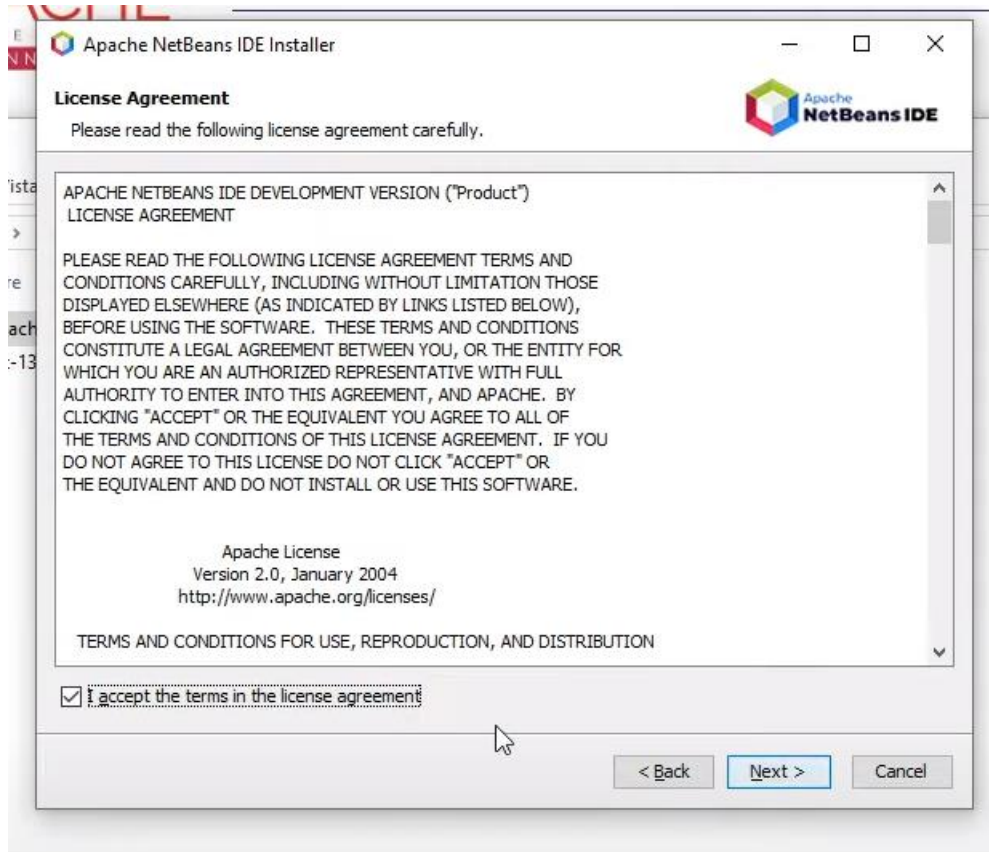 Apache NetBeans IDE Installer
License Agreement
Please read the following license agreement carefully.
Apache
NetBeans IDE
APACHE NETBEANS IDE DEVELOPMENT VERSION ("Product")
LICENSE AGREEMENT
PLEASE READ THE FOLLOWING LICENSE AGREEMENT TERMS AND
CONDITIONS CAREFULLY, INCLUDING WITHOUT LIMITATION THOSE
DISPLAYED ELSEWHERE (AS INDICATED BY LINKS LISTED BELOW),
BEFORE USING THE SOFTWARE.  THESE TERMS AND CONDITIONS
CONSTITUTE A LEGAL AGREEMENT BETWEEN YOU, OR THE ENTITY FOR
WHICH YOU ARE AN AUTHORIZED REPRESENTATIVE WITH FULL
AUTHORITY TO ENTER INTO THIS AGREEMENT, AND APACHE.  BY
CLICKING "ACCEPT" OR THE EQUIVALENT YOU AGREE TO ALL OF
THE TERMS AND CONDITIONS OF THIS LICENSE AGREEMENT.  IF YOU
DO NOT AGREE TO THIS LICENSE DO NOT CLICK "ACCEPT" OR
THE EQUIVALENT AND DO NOT INSTALL OR USE THIS SOFTWARE.
Apache License
Version 2.0, January 2004
http://www.apache.org/licenses/
TERMS AND CONDITIONS FOR USE, REPRODUCTION, AND DISTRIBUTION
I accept the terms in the license agreement
< Back
Next >
Cancel